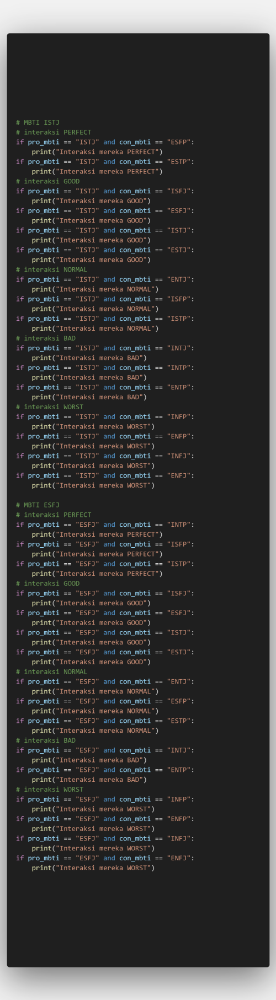 # MBTI ISTJ
# interaksi PERFECT
if pro_mbti == "ISTJ" and con_mbti == "ESFP":
    print("Interaksi mereka PERFECT")
if pro_mbti == "ISTJ" and con_mbti == "ESTP":
    print("Interaksi mereka PERFECT")
# interaksi GOOD
if pro_mbti == "ISTJ" and con_mbti == "ISFJ":
    print("Interaksi mereka GOOD")
if pro_mbti == "ISTJ" and con_mbti == "ESFJ":
    print("Interaksi mereka GOOD")
if pro_mbti == "ISTJ" and con_mbti == "ISTJ":
    print("Interaksi mereka GOOD")
if pro_mbti == "ISTJ" and con_mbti == "ESTJ":
    print("Interaksi mereka GOOD")
# interaksi NORMAL
if pro_mbti == "ISTJ" and con_mbti == "ENTJ":
    print("Interaksi mereka NORMAL")
if pro_mbti == "ISTJ" and con_mbti == "ISFP":
    print("Interaksi mereka NORMAL")
if pro_mbti == "ISTJ" and con_mbti == "ISTP":
    print("Interaksi mereka NORMAL")
# interaksi BAD
if pro_mbti == "ISTJ" and con_mbti == "INTJ":
    print("Interaksi mereka BAD")
if pro_mbti == "ISTJ" and con_mbti == "INTP":
    print("Interaksi mereka BAD")
if pro_mbti == "ISTJ" and con_mbti == "ENTP":
    print("Interaksi mereka BAD")
# interaksi WORST
if pro_mbti == "ISTJ" and con_mbti == "INFP":
    print("Interaksi mereka WORST")
if pro_mbti == "ISTJ" and con_mbti == "ENFP":
    print("Interaksi mereka WORST")
if pro_mbti == "ISTJ" and con_mbti == "INFJ":
    print("Interaksi mereka WORST")
if pro_mbti == "ISTJ" and con_mbti == "ENFJ":
    print("Interaksi mereka WORST")

# MBTI ESFJ
# interaksi PERFECT
if pro_mbti == "ESFJ" and con_mbti == "INTP":
    print("Interaksi mereka PERFECT")
if pro_mbti == "ESFJ" and con_mbti == "ISFP":
    print("Interaksi mereka PERFECT")
if pro_mbti == "ESFJ" and con_mbti == "ISTP":
    print("Interaksi mereka PERFECT")
# interaksi GOOD
if pro_mbti == "ESFJ" and con_mbti == "ISFJ":
    print("Interaksi mereka GOOD")
if pro_mbti == "ESFJ" and con_mbti == "ESFJ":
    print("Interaksi mereka GOOD")
if pro_mbti == "ESFJ" and con_mbti == "ISTJ":
    print("Interaksi mereka GOOD")
if pro_mbti == "ESFJ" and con_mbti == "ESTJ":
    print("Interaksi mereka GOOD")
# interaksi NORMAL
if pro_mbti == "ESFJ" and con_mbti == "ENTJ":
    print("Interaksi mereka NORMAL")
if pro_mbti == "ESFJ" and con_mbti == "ESFP":
    print("Interaksi mereka NORMAL")
if pro_mbti == "ESFJ" and con_mbti == "ESTP":
    print("Interaksi mereka NORMAL")
# interaksi BAD
if pro_mbti == "ESFJ" and con_mbti == "INTJ":
    print("Interaksi mereka BAD")
if pro_mbti == "ESFJ" and con_mbti == "ENTP":
    print("Interaksi mereka BAD")
# interaksi WORST
if pro_mbti == "ESFJ" and con_mbti == "INFP":
    print("Interaksi mereka WORST")
if pro_mbti == "ESFJ" and con_mbti == "ENFP":
    print("Interaksi mereka WORST")
if pro_mbti == "ESFJ" and con_mbti == "INFJ":
    print("Interaksi mereka WORST")
if pro_mbti == "ESFJ" and con_mbti == "ENFJ":
    print("Interaksi mereka WORST")